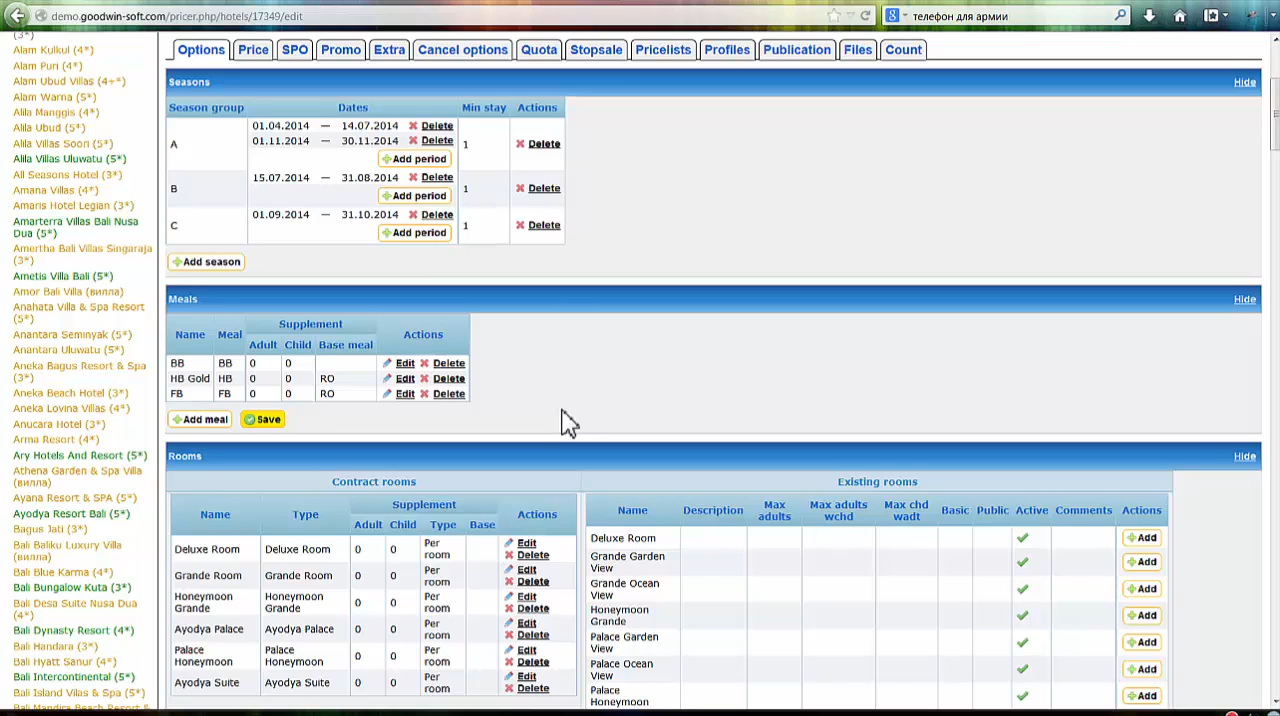 demo.goodwin-soft.com/pricer.php/hotels/17349/edit
телефон для армии
(3*)
Alam Kulkul (4*)
Alam Puri (4*)
Alam Ubud Villas (4+*)
Alam Warna (5*)
Alila Manggis (4*)
Alila Ubud (5*)
Alila Villas Soori (5*)
Alila Villas Uluwatu (5*)
All Seasons Hotel (3*)
Amana Villas (4*)
Amaris Hotel Legian (3*)
Amarterra Villas Bali Nusa
Dua (5*)
Amertha Bali Villas Singaraja
(3*)
Ametis Villa Bali (5*)
Amor Bali Villa (вилла)
Anahata Villa & Spa Resort
(5*)
Anantara Seminyak (5*)
Anantara Uluwatu (5*)
Aneka Bagus Resort & Spa
(3*)
Aneka Beach Hotel (3*)
Aneka Lovina Villas (4*)
Anucara Hotel (3*)
Arma Resort (4*)
Ary Hotels And Resort (5*)
Athena Garden & Spa Villa
(вилла)
Ayana Resort & SPA (5*)
Ayodya Resort Bali (5*)
Bagus Jati (3*)
Bali Baliku Luxury Villa
(вилла)
Bali Blue Karma (4*)
Bali Bungalow Kuta (3*)
Bali Desa Suite Nusa Dua
(4*)
Bali Dynasty Resort (4*)
Bali Handara (3*)
Bali Hyatt Sanur (4*)
Bali Intercontinental (5*)
Bali Island Vilas & Spa (5*)
Bali Mandira Beach Resort &
Options Price SPO Promo Extra Cancel options Quota Stopsale Pricelists Profiles Publication Files Count
Seasons Hide
Season group Dates Min stay Actions
A 01.04.2014 — 14.07.2014 Delete 1 Delete
01.11.2014 — 30.11.2014 Delete
Add period
B 15.07.2014 — 31.08.2014 Delete 1 Delete
Add period
C 01.09.2014 — 31.10.2014 Delete 1 Delete
Add period
Add season
Meals Hide
Name Meal Supplement Actions
Adult Child Base meal
BB BB 0 0 Edit Delete
HB Gold HB 0 0 RO Edit Delete
FB FB 0 0 RO Edit Delete
Add meal Save
Rooms Hide
Contract rooms
Name Type Supplement Actions
Adult Child Type Base
Deluxe Room Deluxe Room 0 0 Per room Edit Delete
Grande Room Grande Room 0 0 Per room Edit Delete
Honeymoon Grande Honeymoon Grande 0 0 Per room Edit Delete
Ayodya Palace Ayodya Palace 0 0 Per room Edit Delete
Palace Honeymoon Palace Honeymoon 0 0 Per room Edit Delete
Ayodya Suite Ayodya Suite 0 0 Per room Edit Delete
Existing rooms
Name Description Max adults Max adults wchd Max chd wadt Basic Public Active Comments Actions
Deluxe Room Add
Grande Garden View Add
Grande Ocean View Add
Honeymoon Grande Add
Palace Garden View Add
Palace Ocean View Add
Palace Honeymoon Add